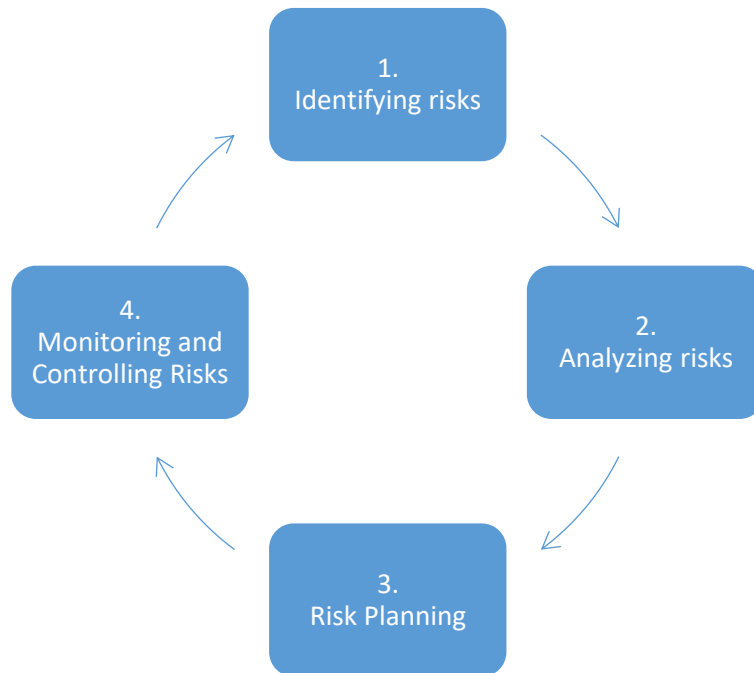 1.
Identifying risks
2.
Analyzing risks
3.
Risk Planning
4.
Monitoring and
Controlling Risks